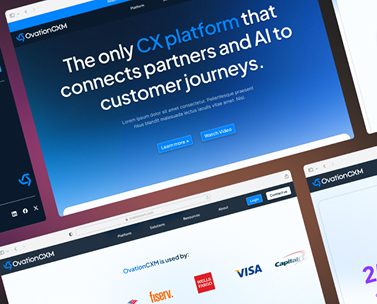 OvationCXM
Platform
The only CX platform that
connects partners and AI to
customer journeys.
Lorem ipsum dolor sit amet consectetur. Pellentesque praesent
risus blandit malesuada lectus iaculis vitae amet. Nisl.
Learn more
Watch Video
OvationCXM
Platform
Solutions
Resources
About
Login
Contact us
OvationCXM is used by:
fiserv.
WELLS
FARGO
VISA
Capital
OvationCXM